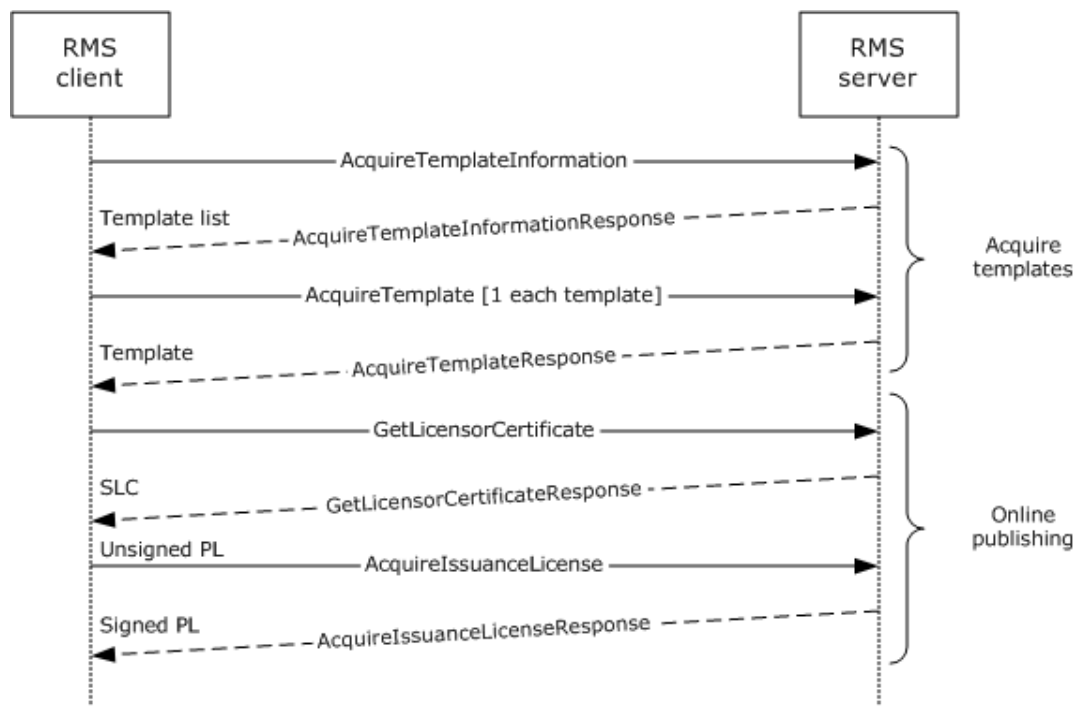 RMS
client
RMS
server
AcquireTemplateInformation
Template list
AcquireTemplateInformationResponse
Acquire
templates
AcquireTemplate [1 each template]
Template
AcquireTemplateResponse
GetLicensorCertificate
SLC
GetLicensorCertificateResponse
Online
publishing
Unsigned PL
AcquireIssuanceLicense
Signed PL
AcquireIssuanceLicenseResponse